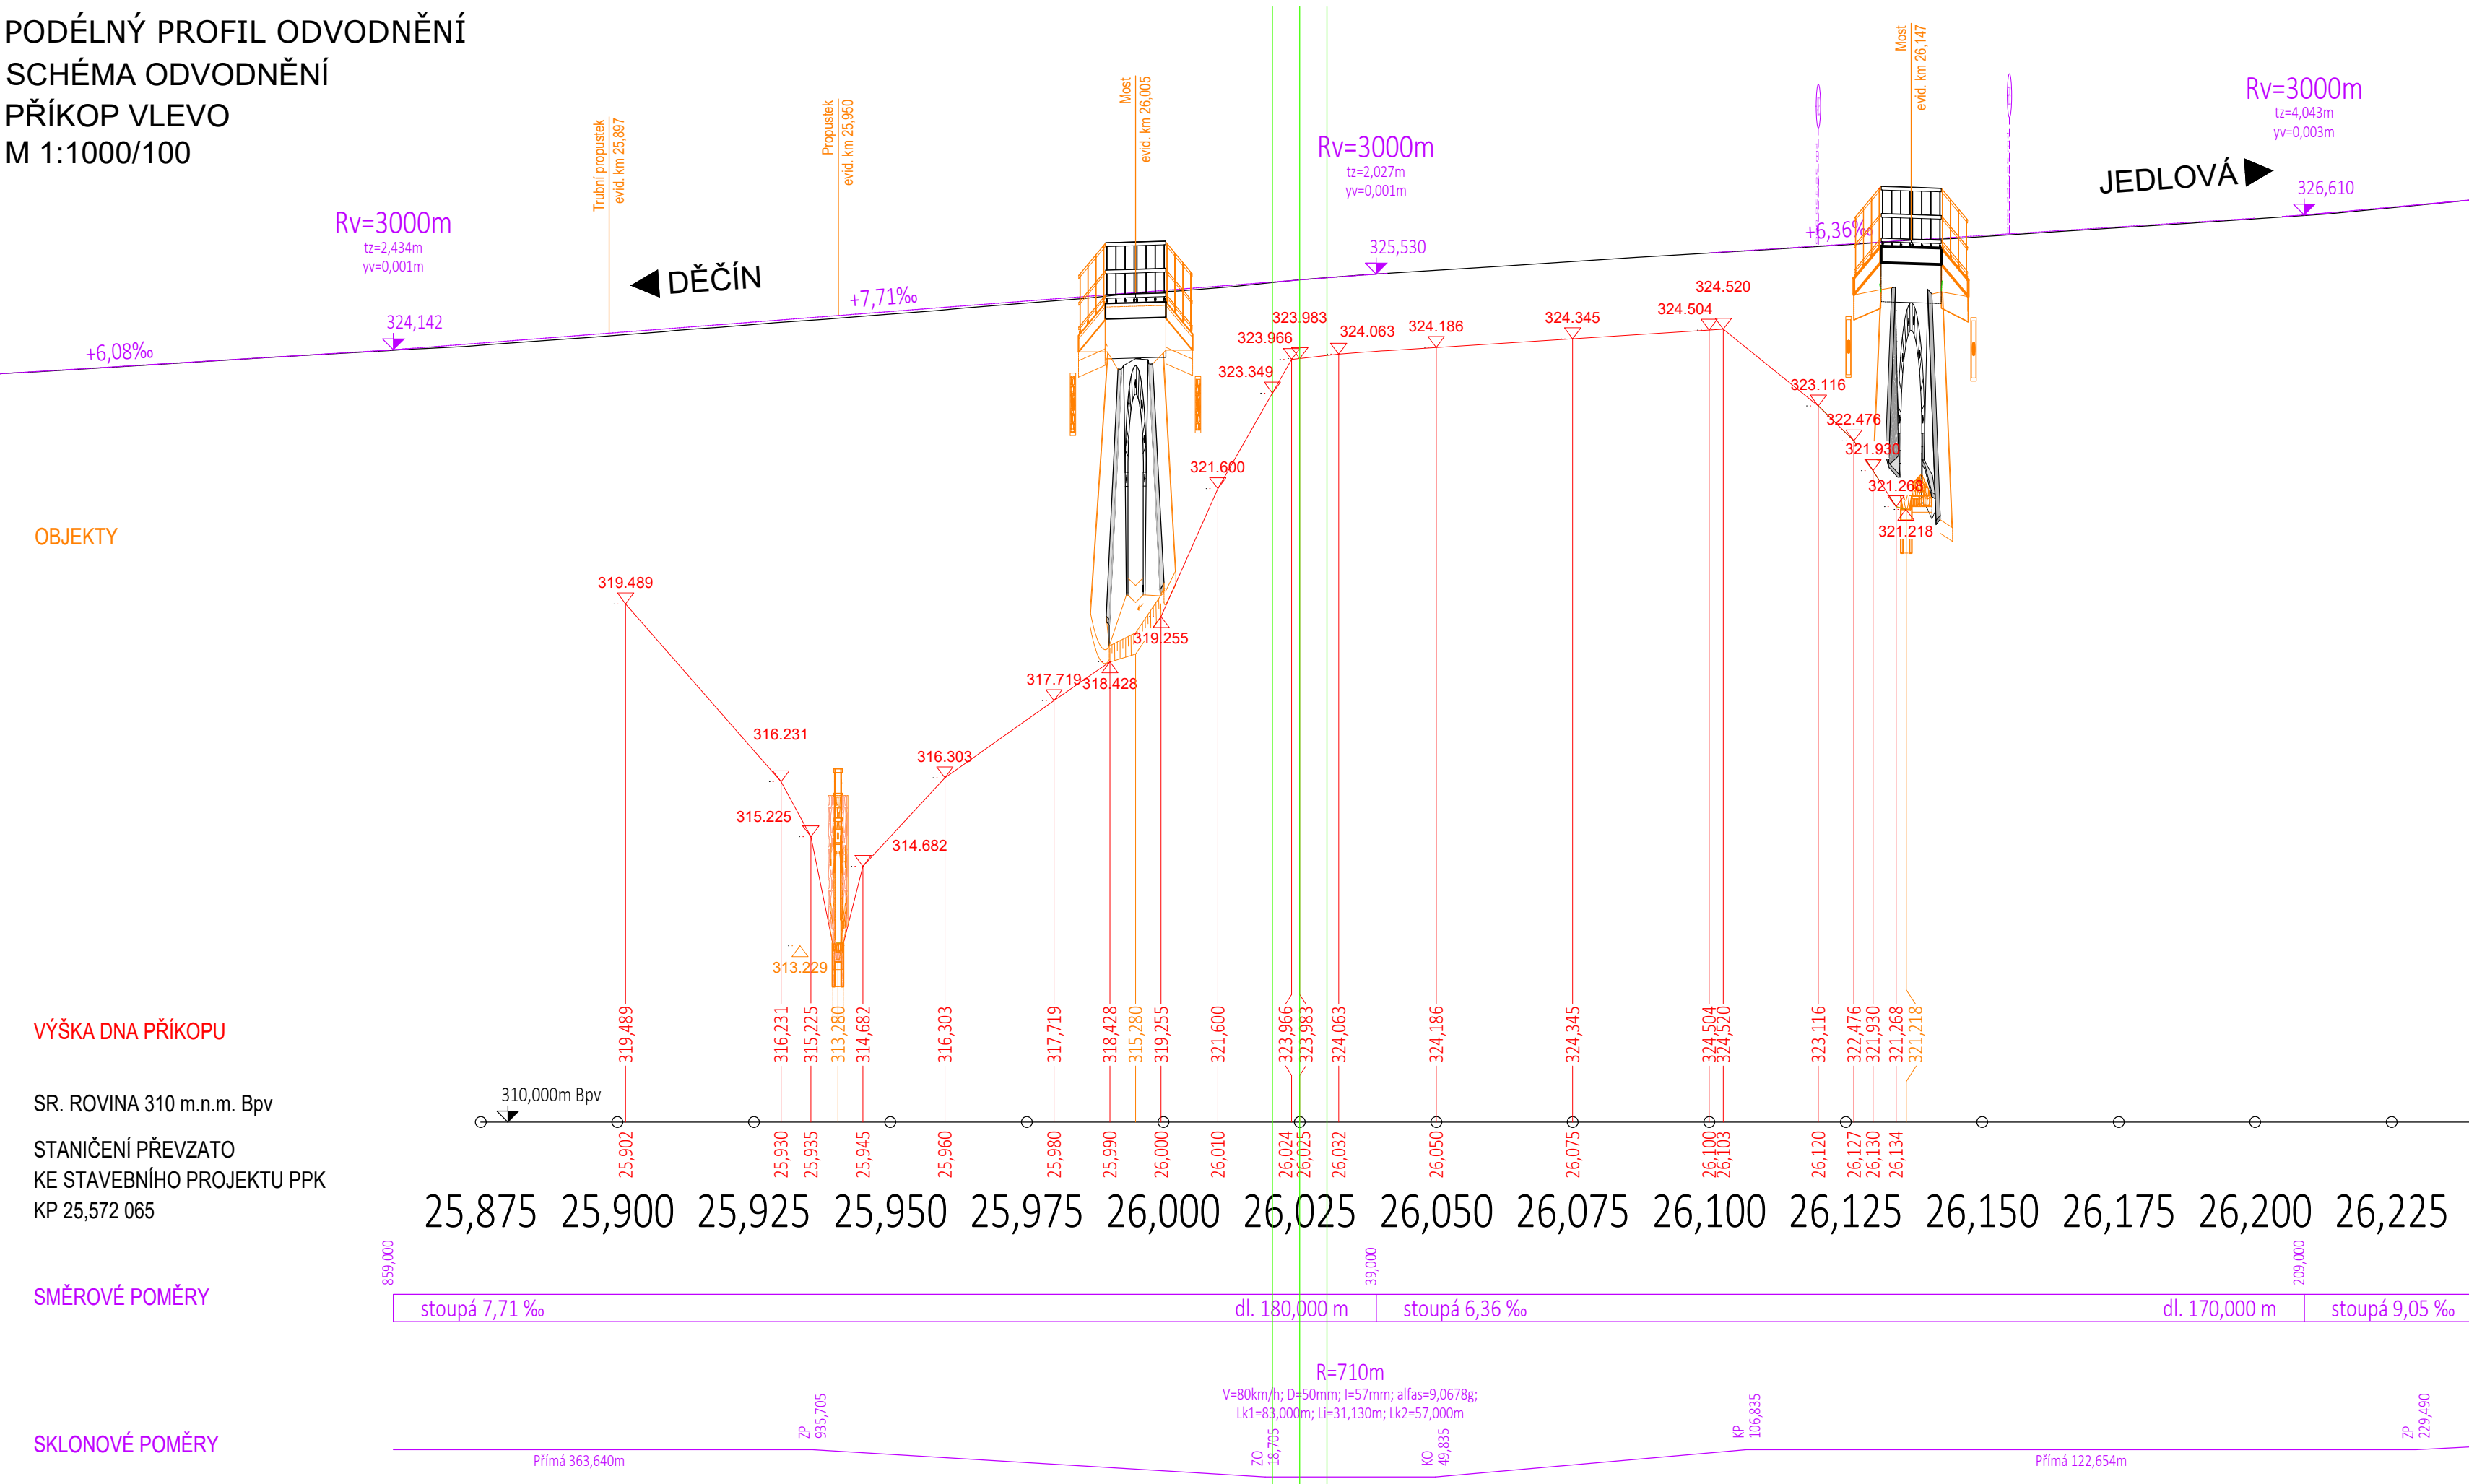 PODÉLNÝ PROFIL ODVODNĚNÍ
SCHÉMA ODVODNĚNÍ
PŘÍKOP VLEVO
M 1:1000/100
Trubní propustek
evid. km 25,897
Propustek
evid. km 25,950
Most
evid. km 26,005
Most
evid. km 26,147
Rv=3000m
tz=2,434m
yv=0,001m
Rv=3000m
tz=2,027m
yv=0,001m
Rv=3000m
tz=4,043m
yv=0,003m
DĚČÍN
JEDLOVÁ
+6,08‰
324,142
+7,71‰
325,530
+6,36‰
326,610
OBJEKTY
319.489
316.231
315.225
313.229
314.682
316.303
317.719
318.428
319.255
321.600
323.349
323.966
323.983
324.063
324.186
324.345
324.504
324.520
323.116
322.476
321.930
321.268
321.218
VÝŠKA DNA PŘÍKOPU
319,489
316,231
315,225
313,280
314,682
316,303
317,719
318,428
315,280
319,255
321,600
323,966
323,983
324,063
324,186
324,345
324,504
324,520
323,116
322,476
321,930
321,268
321,218
SR. ROVINA 310 m.n.m. Bpv
310,000m Bpv
STANIČENÍ PŘEVZATO
KE STAVEBNÍHO PROJEKTU PPK
KP 25,572 065
25,902
25,930
25,935
25,945
25,960
25,980
25,990
26,000
26,010
26,024
26,025
26,032
26,050
26,075
26,100
26,103
26,120
26,127
26,130
26,134
25,875 25,900 25,925 25,950 25,975 26,000 26,025 26,050 26,075 26,100 26,125 26,150 26,175 26,200 26,225
859,000
39,000
209,000
SMĚROVÉ POMĚRY
stoupá 7,71 ‰
dl. 180,000 m
stoupá 6,36 ‰
dl. 170,000 m
stoupá 9,05 ‰
R=710m
V=80km/h; D=50mm; I=57mm; alfas=9,0678g;
Lk1=83,000m; Li=31,130m; Lk2=57,000m
SKLONOVÉ POMĚRY
Přímá 363,640m
ZP
935,705
ZO
18,705
KO
49,835
KP
106,835
Přímá 122,654m
ZP
229,490